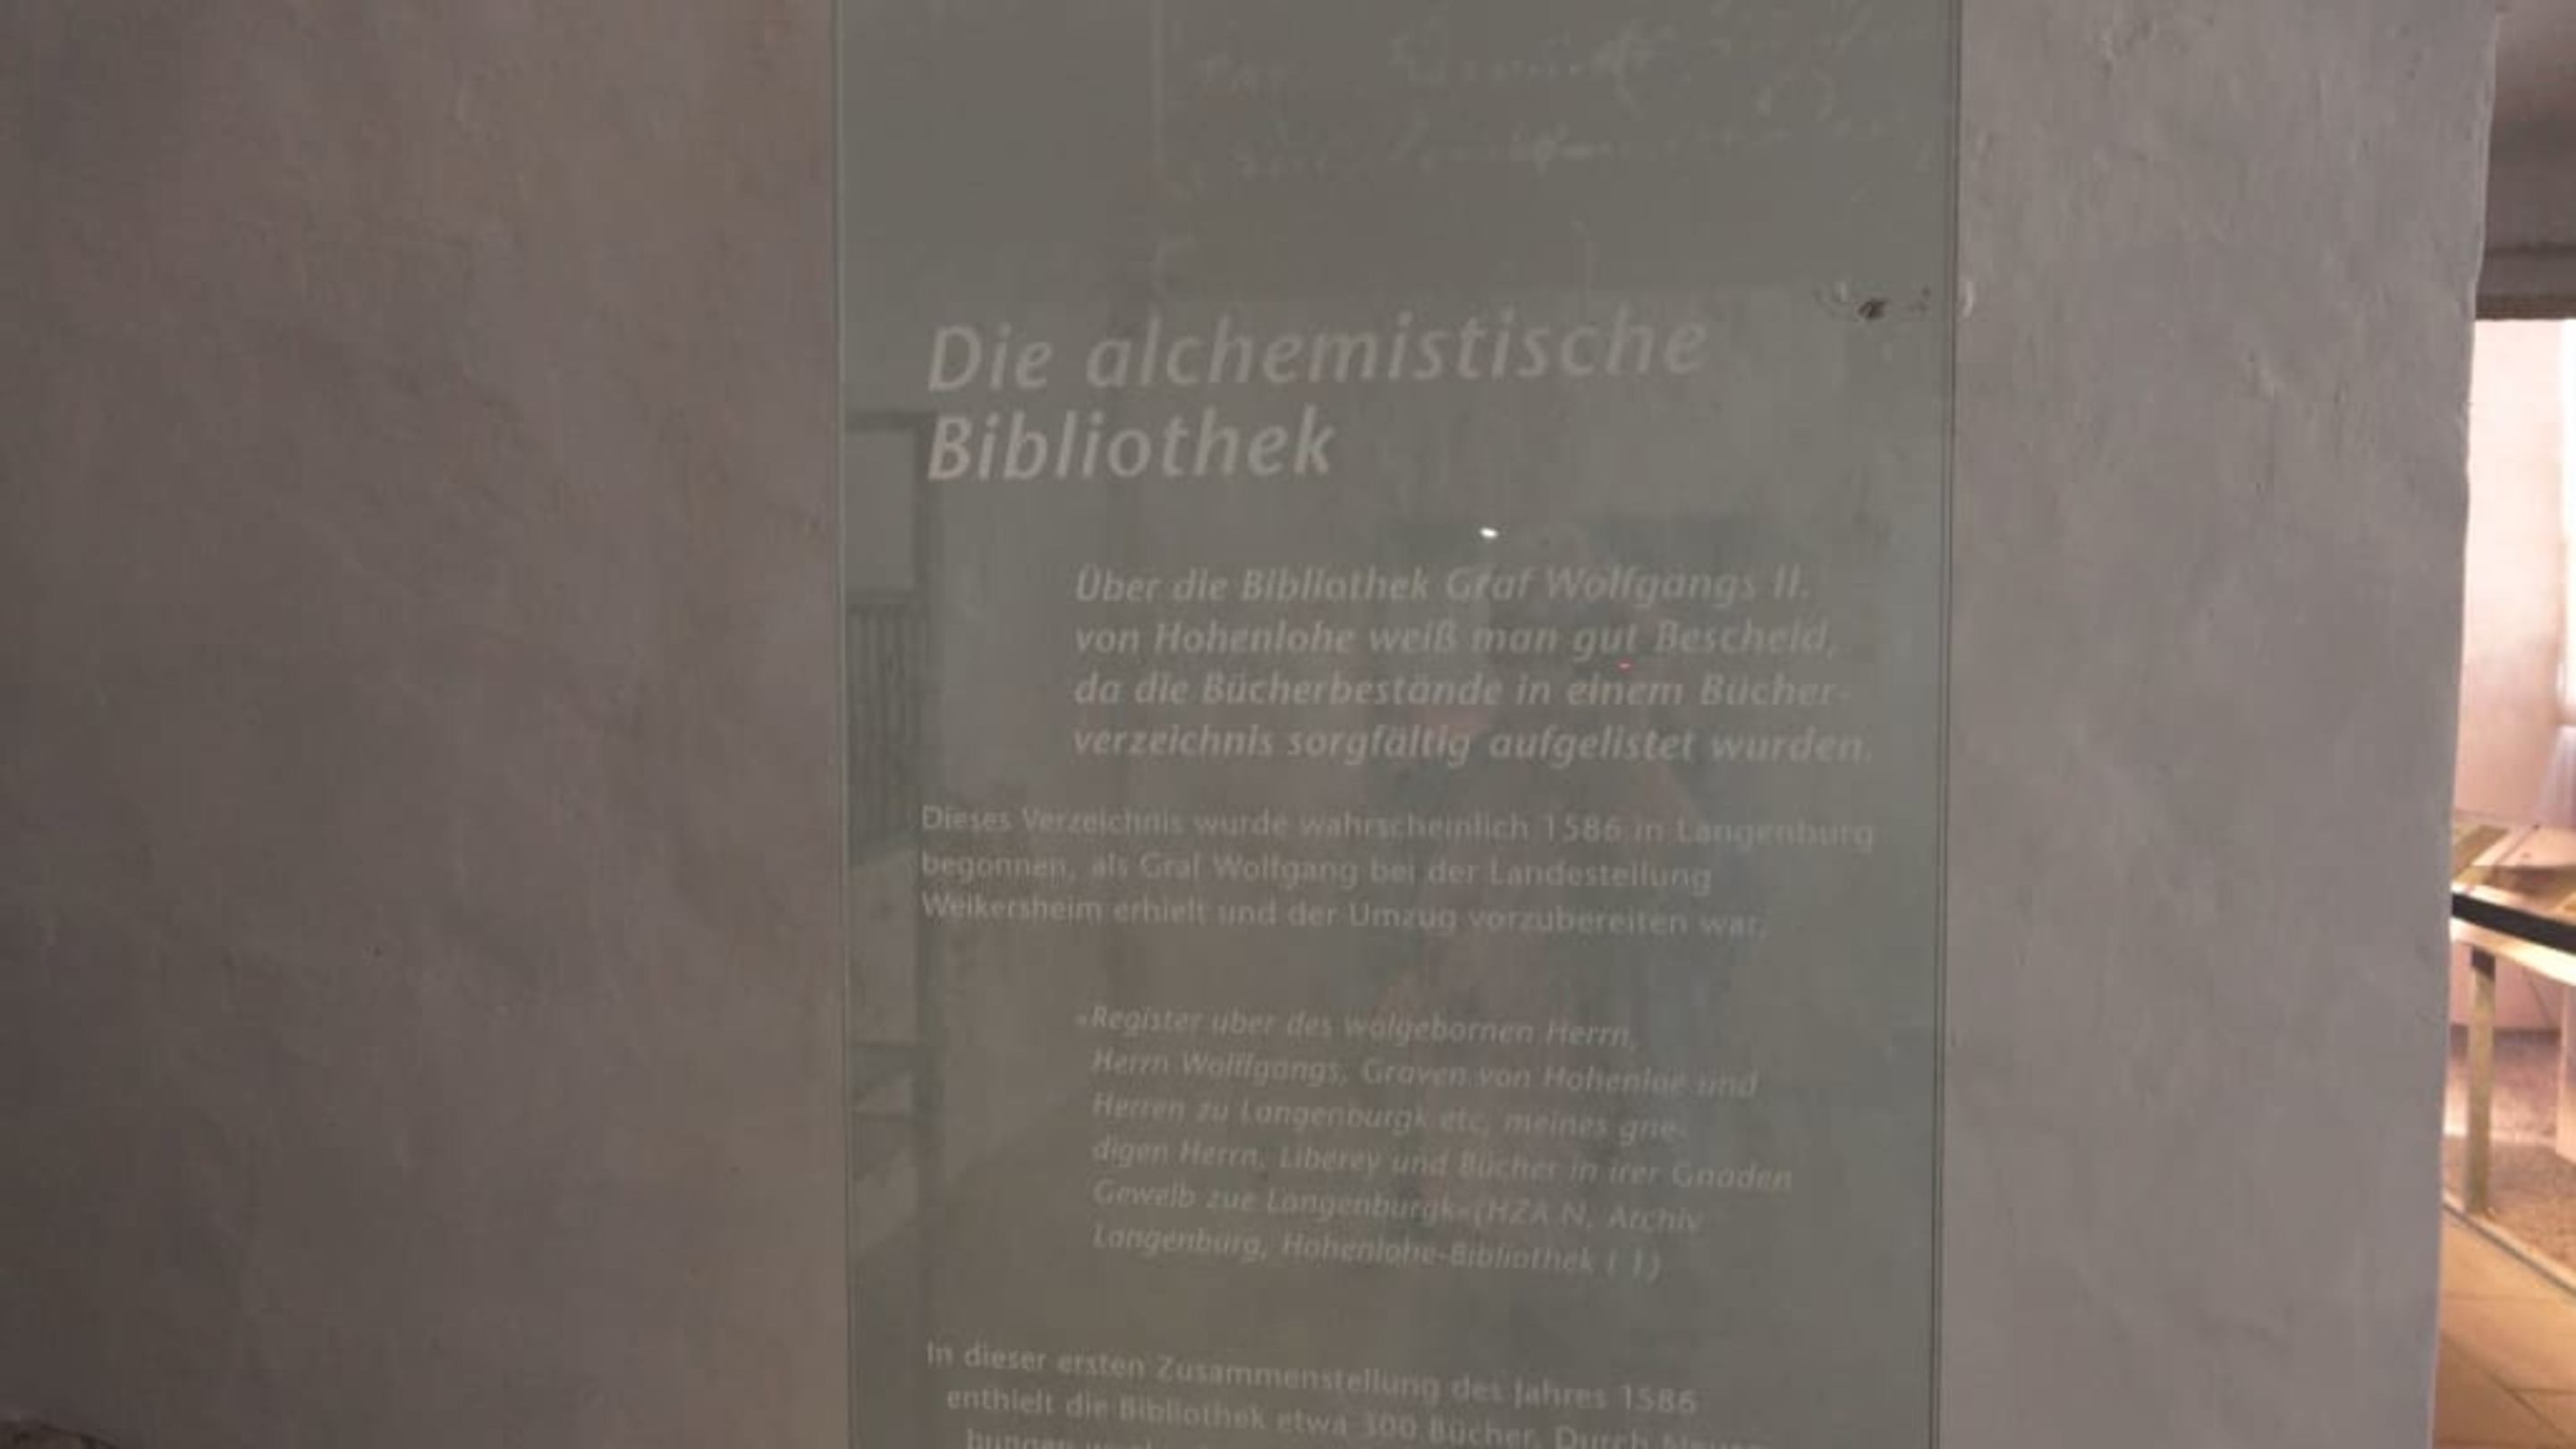 Die alchemistische
Bibliothek
Über die Bibliothek Graf Wolfgangs II.
von Hohenlohe weiß man gut Bescheid,
da die Bücherbestände in einem Bücher-
verzeichnis sorgfältig aufgelistet wurden.
Dieses Verzeichnis wurde wahrscheinlich 1586 in Langenburg
begonnen, als Graf Wolfgang bei der Landesteilung
Weikersheim erhielt und der Umzug vorzubereiten war.
»Register uber des wolgebornen Herrn,
Herrn Wolffgangs, Graven von Hohenloe und
Herren zu Langenburgk etc, meines gne-
digen Herrn, Liberey und Bücher in irer Gnaden
Gewelb zue Langenburgk«(HZA N, Archiv
Langenburg, Hohenlohe-Bibliothek ( 1)
In dieser ersten Zusammenstellung des Jahres 1586
enthielt die Bibliothek etwa 300 Bücher. Durch